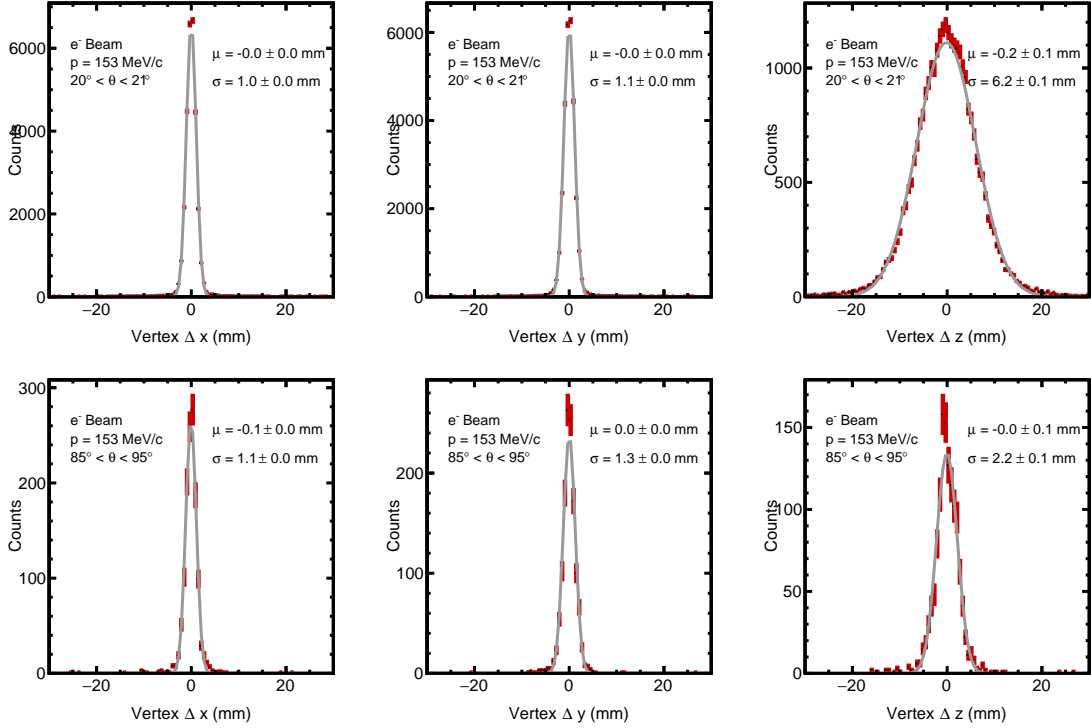 e⁻ Beam
p = 153 MeV/c
20° < θ < 21°
μ = -0.0 ± 0.0 mm
σ = 1.0 ± 0.0 mm
Counts
6000
4000
2000
0
−20 0 20
Vertex Δ x (mm)
e⁻ Beam
p = 153 MeV/c
20° < θ < 21°
μ = -0.0 ± 0.0 mm
σ = 1.1 ± 0.0 mm
Counts
6000
4000
2000
0
−20 0 20
Vertex Δ y (mm)
e⁻ Beam
p = 153 MeV/c
20° < θ < 21°
μ = -0.2 ± 0.1 mm
σ = 6.2 ± 0.1 mm
Counts
1000
500
0
−20 0 20
Vertex Δ z (mm)
e⁻ Beam
p = 153 MeV/c
85° < θ < 95°
μ = -0.1 ± 0.0 mm
σ = 1.1 ± 0.0 mm
Counts
300
200
100
0
−20 0 20
Vertex Δ x (mm)
e⁻ Beam
p = 153 MeV/c
85° < θ < 95°
μ = 0.0 ± 0.0 mm
σ = 1.3 ± 0.0 mm
Counts
200
100
0
−20 0 20
Vertex Δ y (mm)
e⁻ Beam
p = 153 MeV/c
85° < θ < 95°
μ = -0.0 ± 0.1 mm
σ = 2.2 ± 0.1 mm
Counts
150
100
50
0
−20 0 20
Vertex Δ z (mm)